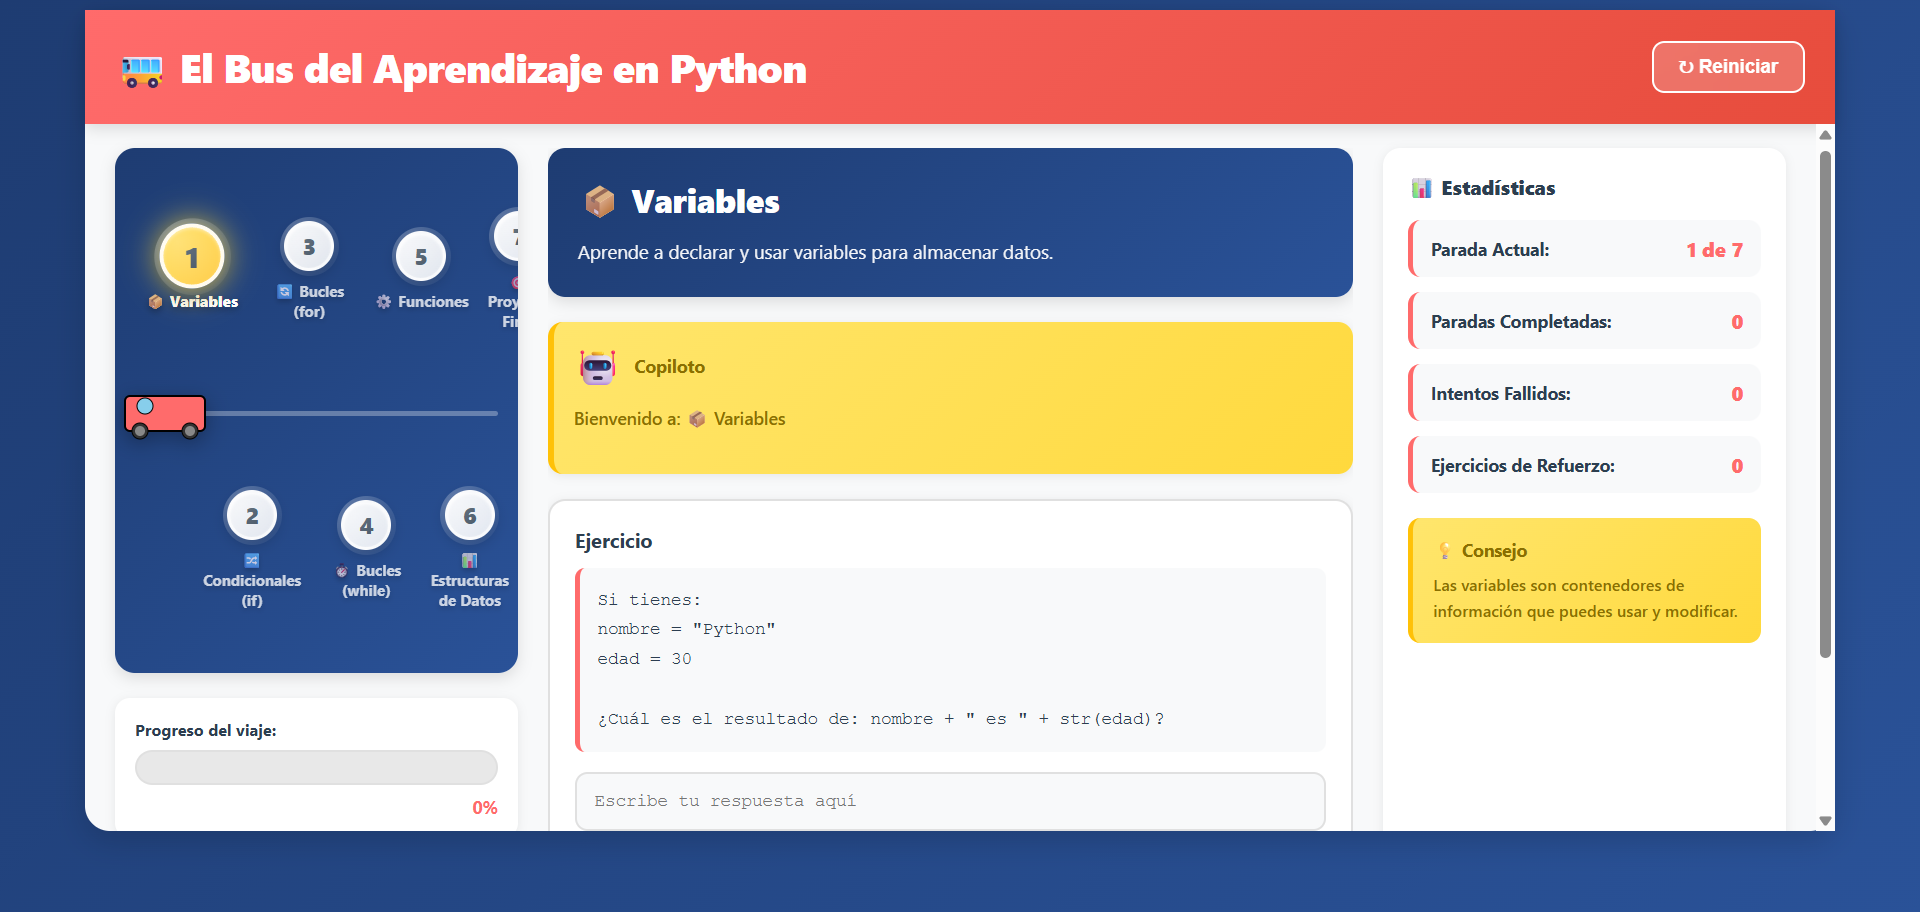 El Bus del Aprendizaje en Python
↻ Reiniciar
1
Variables
3
Bucles
(for)
5
Funciones
2
Condicionales
(if)
4
Bucles
(while)
6
Estructuras
de Datos
Progreso del viaje:
0%
Variables
Aprende a declarar y usar variables para almacenar datos.
Copiloto
Bienvenido a: 📦 Variables
Ejercicio
Si tienes:
nombre = "Python"
edad = 30
¿Cuál es el resultado de: nombre + " es " + str(edad)?
Escribe tu respuesta aquí
Estadísticas
Parada Actual: 1 de 7
Paradas Completadas: 0
Intentos Fallidos: 0
Ejercicios de Refuerzo: 0
Consejo
Las variables son contenedores de
información que puedes usar y modificar.